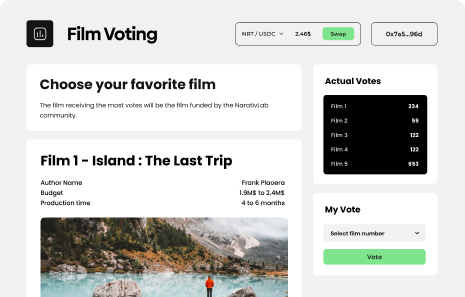 Film Voting
NRT / USDC
2.46$
Swap
0x7a5...96d
Choose your favorite film
The film receiving the most votes will be the film funded by the NarativLab
community.
Film 1 - Island : The Last Trip
Author Name Frank Plaoera
Budget 1.9M$ to 2.4M$
Production time 4 to 6 months
Actual Votes
Film 1 234
Film 2 59
Film 3 122
Film 4 122
Film 5 653
My Vote
Select film number
Vote